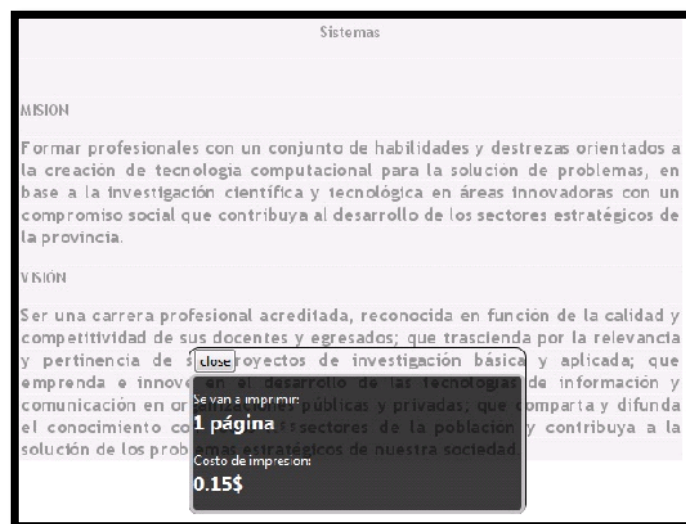 Sistemas
MISION
Formar profesionales con un conjunto de habilidades y destrezas orientados a
la creación de tecnología computacional para la solución de problemas, en
base a la investigación científica y tecnológica en áreas innovadoras con un
compromiso social que contribuya al desarrollo de los sectores estratégicos de
la provincia.
VISIÓN
Ser una carrera profesional acreditada, reconocida en función de la calidad y
competitividad de sus docentes y egresados; que trascienda por la relevancia
y pertinencia de s royectos de investigación básica y aplicada; que
emprenda e innove en el desarrollo de las tecnologías de información y
comunicación en organizaciones públicas y privadas; que comparta y difunda
el conocimiento co sectores de la población y contribuya a la
solución de los problemas estratégicos de nuestra sociedad.
close
Se van a imprimir:
1 página
Costo de impresion:
0.15$